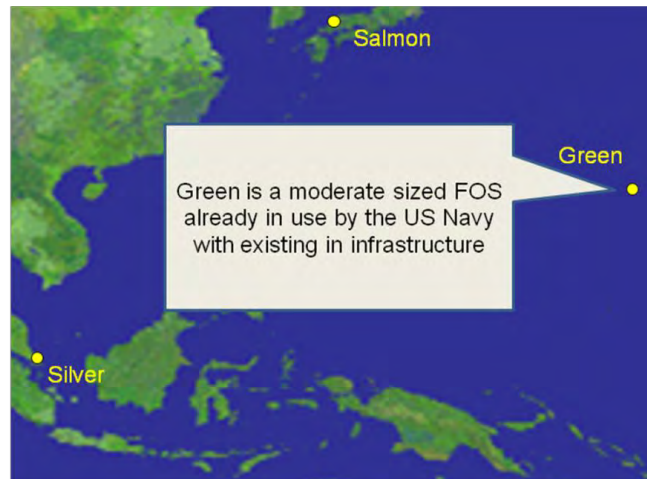 Salmon
Green
Green is a moderate sized FOS
already in use by the US Navy
with existing in infrastructure
Silver